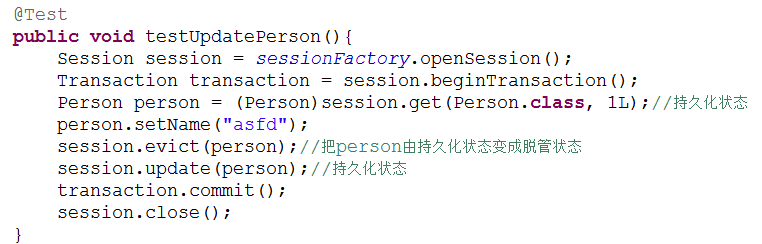 @Test
public void testUpdatePerson(){
    Session session = sessionFactory.openSession();
    Transaction transaction = session.beginTransaction();
    Person person = (Person)session.get(Person.class, 1L);//持久化状态
    person.setName("asfd");
    session.evict(person);//把person由持久化状态变成脱管状态
    session.update(person);//持久化状态
    transaction.commit();
    session.close();
}